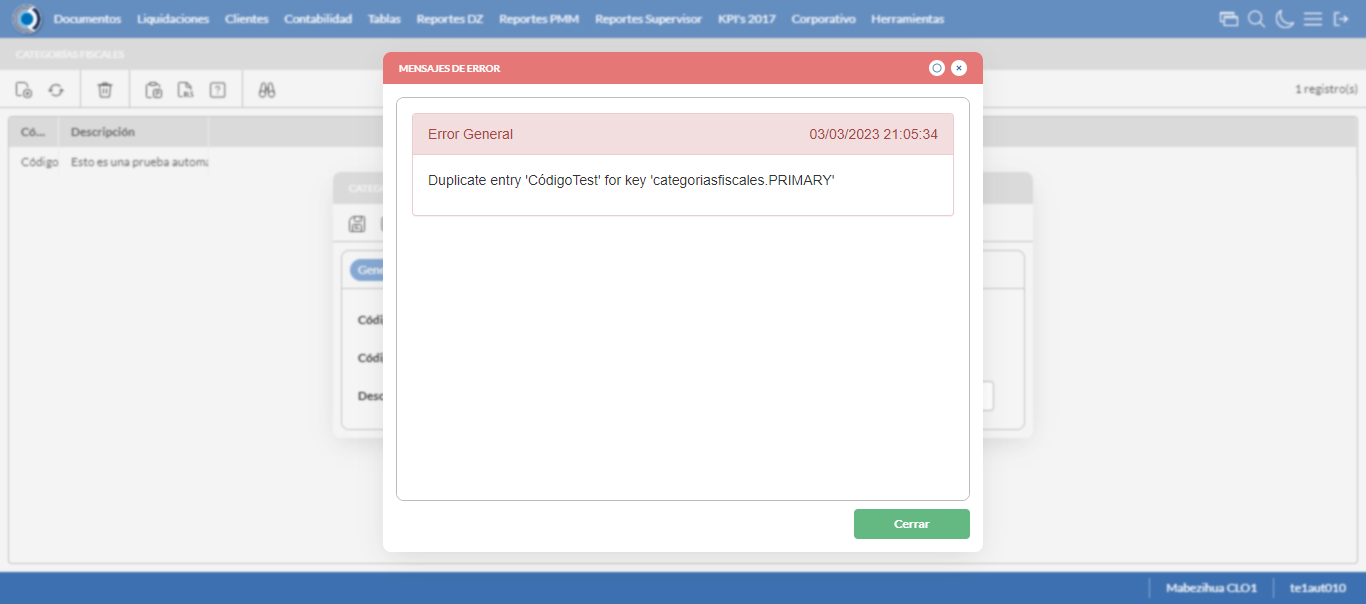 Documentos Liquidaciones Clientes Contabilidad Tablas Reportes DZ Reportes PMM Reportes Supervisor KPI's 2017 Corporativo Herramientas
CATEGORÍAS FISCALES
1 registro(s)
Có... Descripción
Código Esto es una prueba automa
MENSAJES DE ERROR
Error General 03/03/2023 21:05:34
Duplicate entry 'CódigoTest' for key 'categoriasfiscales.PRIMARY'
Cerrar
CATEG
Gene
Códi
Códi
Desc
Mabezihua CLO1 te1aut010